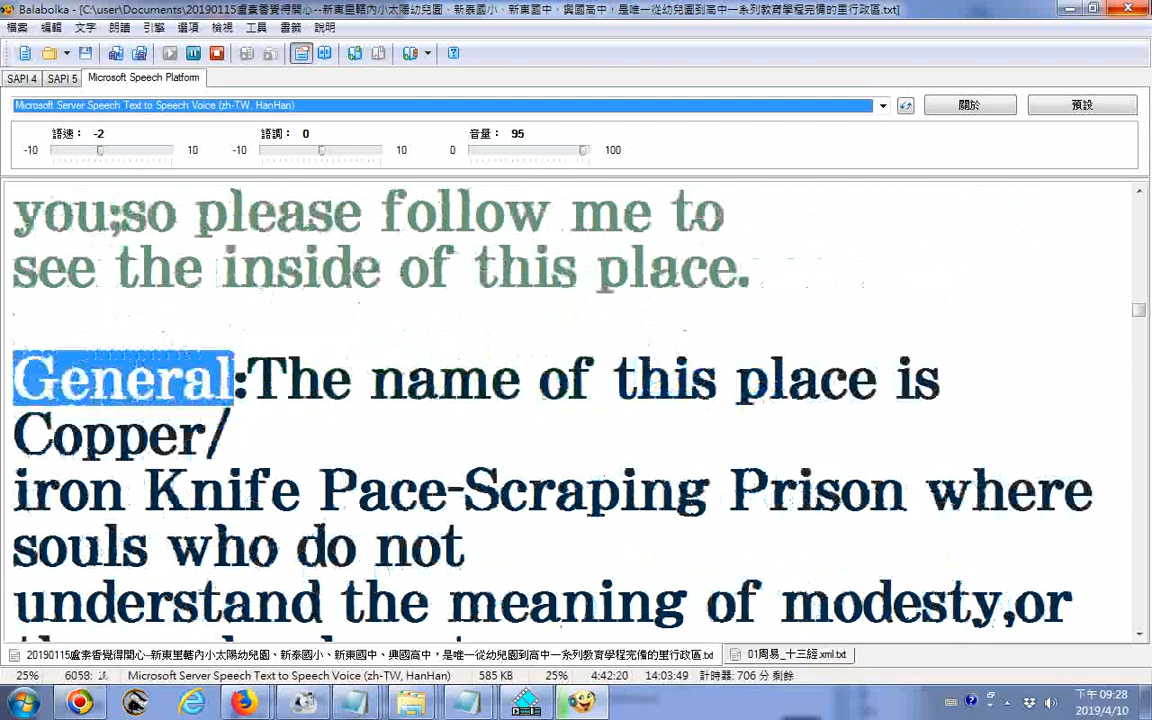 Balabolka - [C:\user\Documents\20190115盧素香覺得開心--新東里轄內小太陽幼兒園、新泰國小、新東國中、興國高中，是唯一從幼兒園到高中一系列教育學程完備的里行政區.txt]
檔案 編輯 文字 朗讀 引擎 選項 檢視 工具 書籤 說明
SAPI 4 SAPI 5 Microsoft Speech Platform
Microsoft Server Speech Text to Speech Voice (zh-TW, HanHan) 關於 預設
語速： -2 語調： 0 音量： 95
-10 10 -10 10 0 100
you;so please follow me to
see the inside of this place.
General:The name of this place is
Copper/
iron Knife Pace-Scraping Prison where
souls who do not
understand the meaning of modesty,or
20190115盧素香覺得開心--新東里轄內小太陽幼兒園、新泰國小、新東國中、興國高中，是唯一從幼兒園到高中一系列教育學程完備的里行政區.txt 01周易_十三經.xml.txt
25% 6058: Microsoft Server Speech Text to Speech Voice (zh-TW, HanHan) 585 KB 25% 4:42:20 14:03:49 計時器: 706 分 剩餘
下午 09:28
2019/4/10